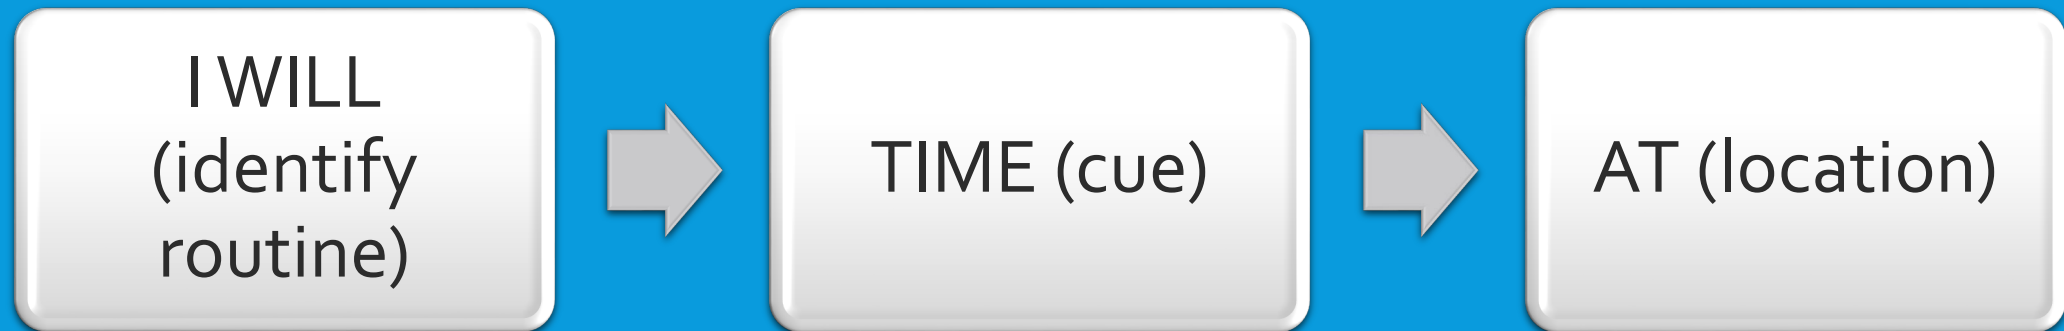 I WILL
(identify
routine)
TIME (cue)
AT (location)